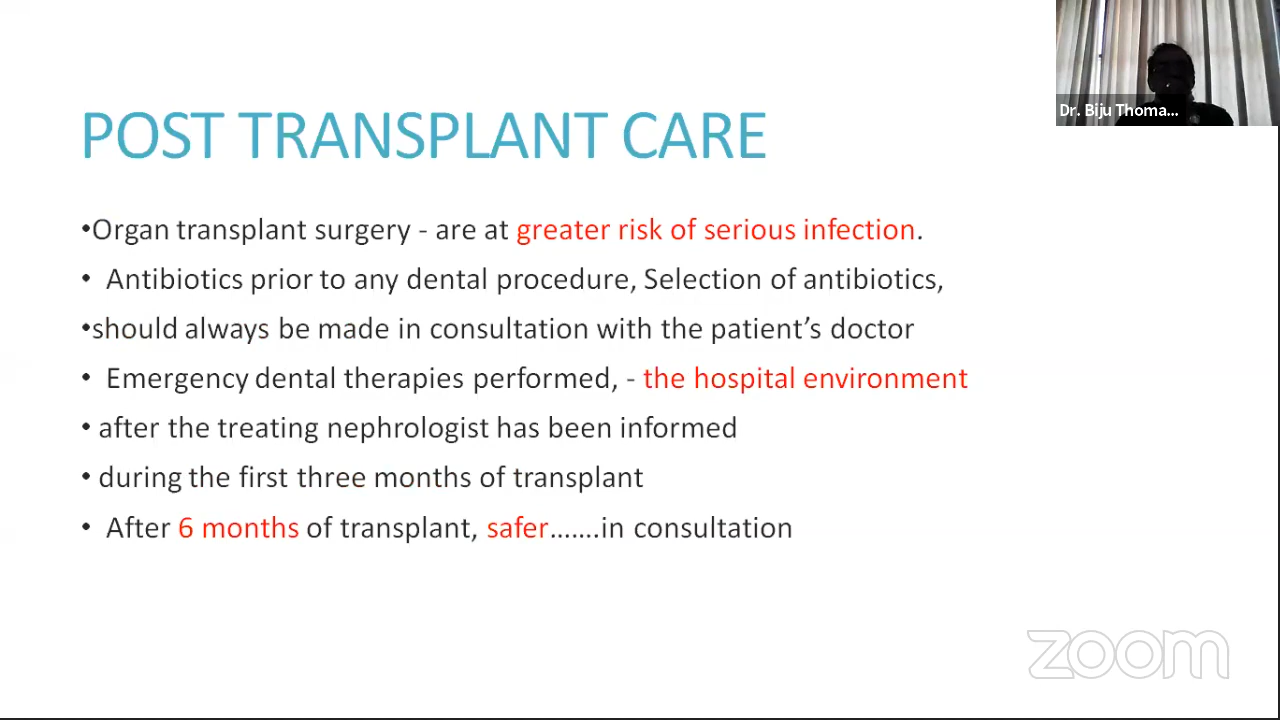 Dr. Biju Thoma...
POST TRANSPLANT CARE
•Organ transplant surgery - are at greater risk of serious infection.
• Antibiotics prior to any dental procedure, Selection of antibiotics,
•should always be made in consultation with the patient’s doctor
• Emergency dental therapies performed, - the hospital environment
• after the treating nephrologist has been informed
• during the first three months of transplant
• After 6 months of transplant, safer…….in consultation
zoom